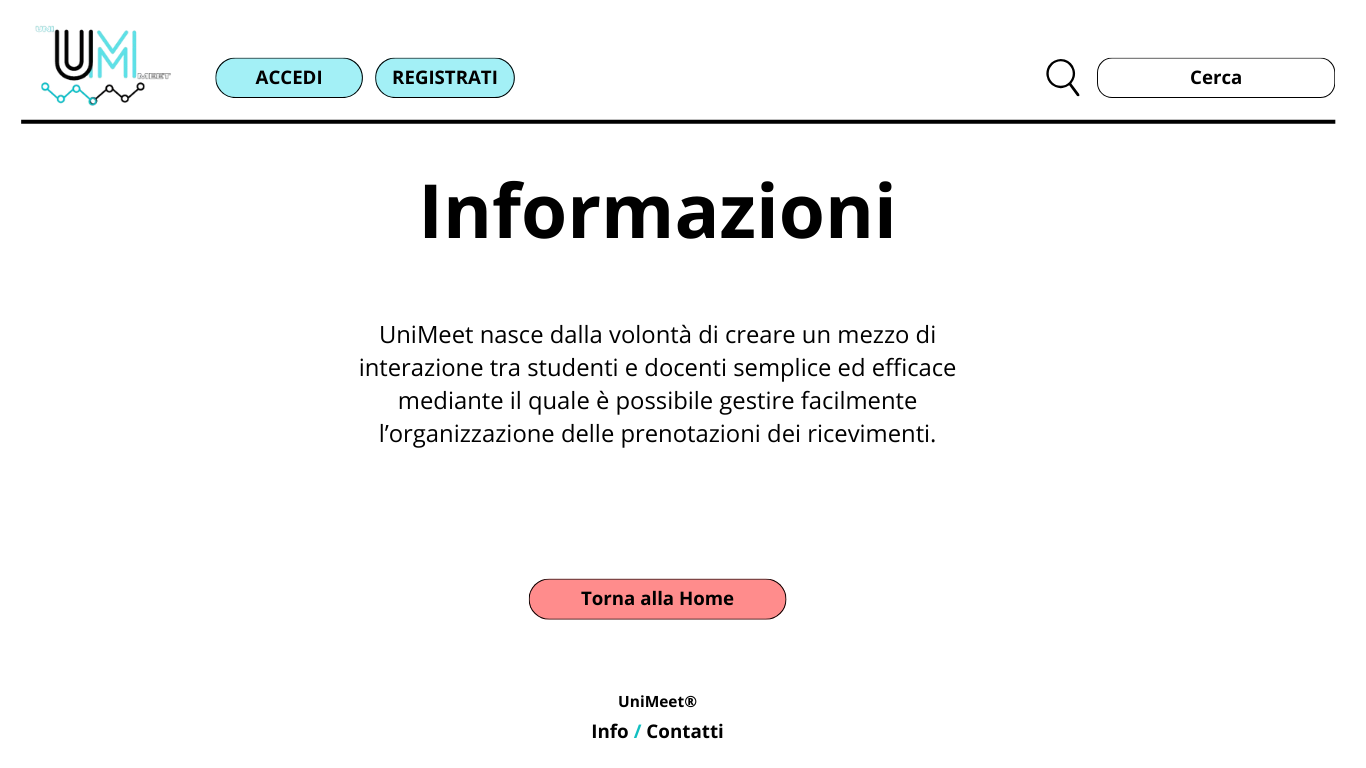 UNI
UM
MEET
ACCEDI
REGISTRATI
Cerca
Informazioni
UniMeet nasce dalla volontà di creare un mezzo di
interazione tra studenti e docenti semplice ed efficace
mediante il quale è possibile gestire facilmente
l’organizzazione delle prenotazioni dei ricevimenti.
Torna alla Home
UniMeet®
Info / Contatti